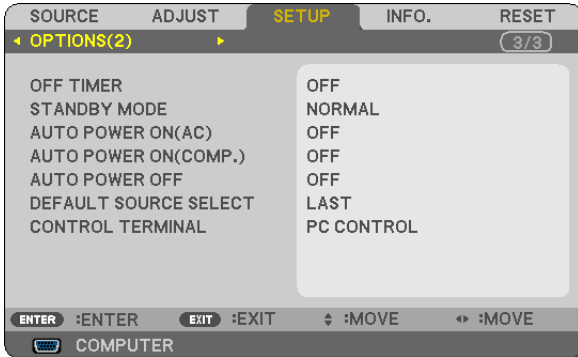 SOURCE ADJUST SETUP INFO. RESET
OPTIONS(2) 3/3
OFF TIMER OFF
STANDBY MODE NORMAL
AUTO POWER ON(AC) OFF
AUTO POWER ON(COMP.) OFF
AUTO POWER OFF OFF
DEFAULT SOURCE SELECT LAST
CONTROL TERMINAL PC CONTROL
ENTER :ENTER EXIT :EXIT :MOVE :MOVE
COMPUTER